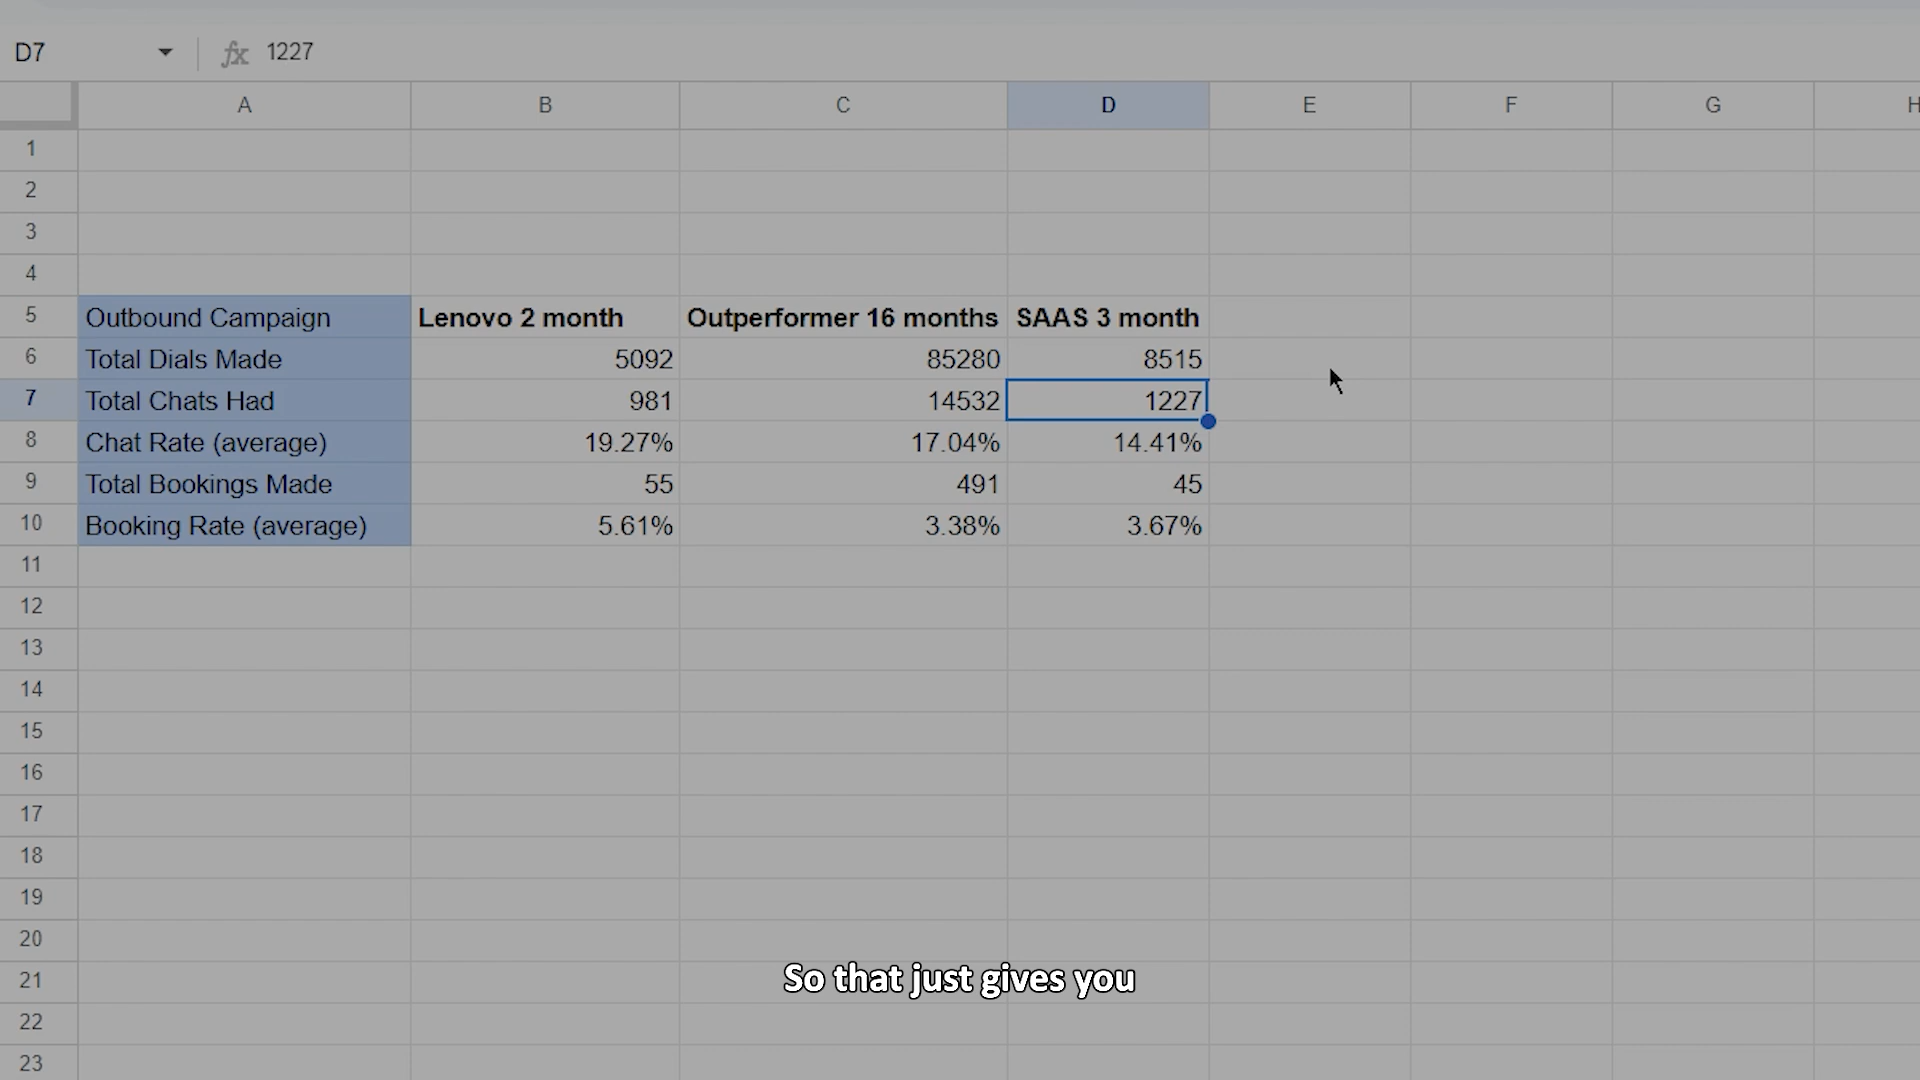 D7 fx 1227
A B C D E F G H
1
2
3
4
5 Outbound Campaign Lenovo 2 month Outperformer 16 months SAAS 3 month
6 Total Dials Made 5092 85280 8515
7 Total Chats Had 981 14532 1227
8 Chat Rate (average) 19.27% 17.04% 14.41%
9 Total Bookings Made 55 491 45
10 Booking Rate (average) 5.61% 3.38% 3.67%
11
12
13
14
15
16
17
18
19
20
So that just gives you
21
22
23